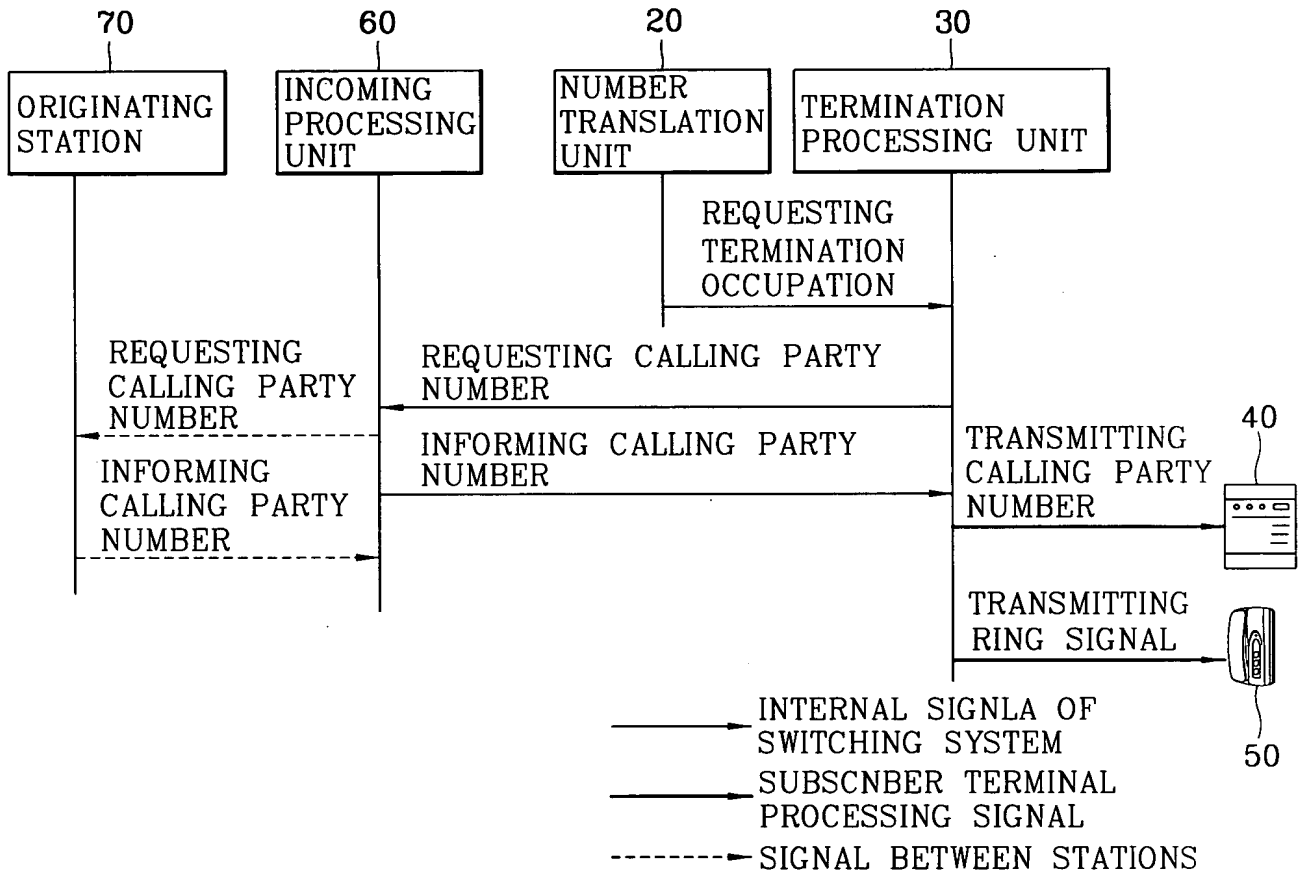 70
60
20
30
ORIGINATING
STATION
INCOMING
PROCESSING
UNIT
NUMBER
TRANSLATION
UNIT
TERMINATION
PROCESSING UNIT
REQUESTING
TERMINATION
OCCUPATION
REQUESTING
CALLING PARTY
NUMBER
REQUESTING CALLING PARTY
NUMBER
INFORMING
CALLING PARTY
NUMBER
INFORMING CALLING PARTY
NUMBER
TRANSMITTING
CALLING PARTY
NUMBER
40
TRANSMITTING
RING SIGNAL
50
INTERNAL SIGNLA OF
SWITCHING SYSTEM
SUBSCNBER TERMINAL
PROCESSING SIGNAL
SIGNAL BETWEEN STATIONS